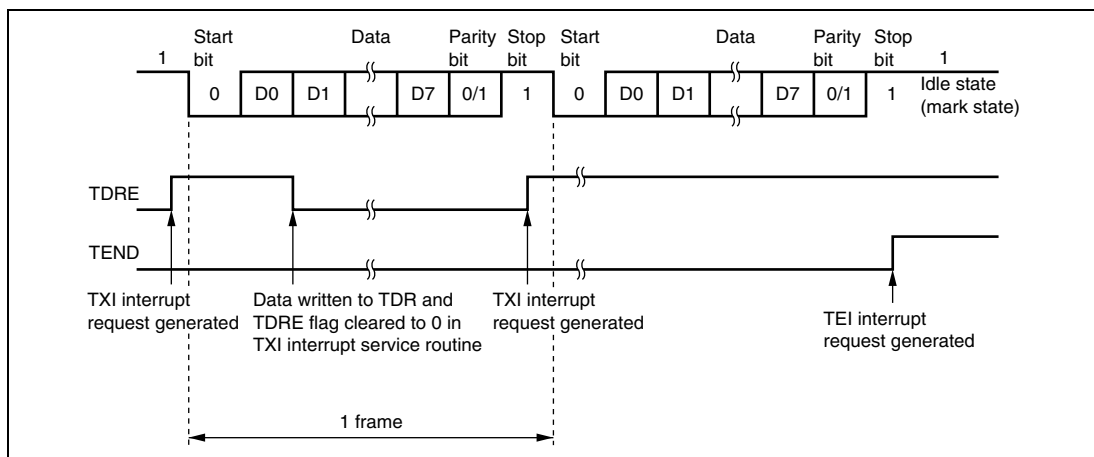 1
Start
bit
Data
Parity
bit
Stop
bit
Start
bit
Data
Parity
bit
Stop
bit
1
0
D0
D1
D7
0/1
1
0
D0
D1
D7
0/1
1
Idle state
(mark state)
TDRE
TEND
TXI interrupt
request generated
Data written to TDR and
TDRE flag cleared to 0 in
TXI interrupt service routine
TXI interrupt
request generated
TEI interrupt
request generated
1 frame